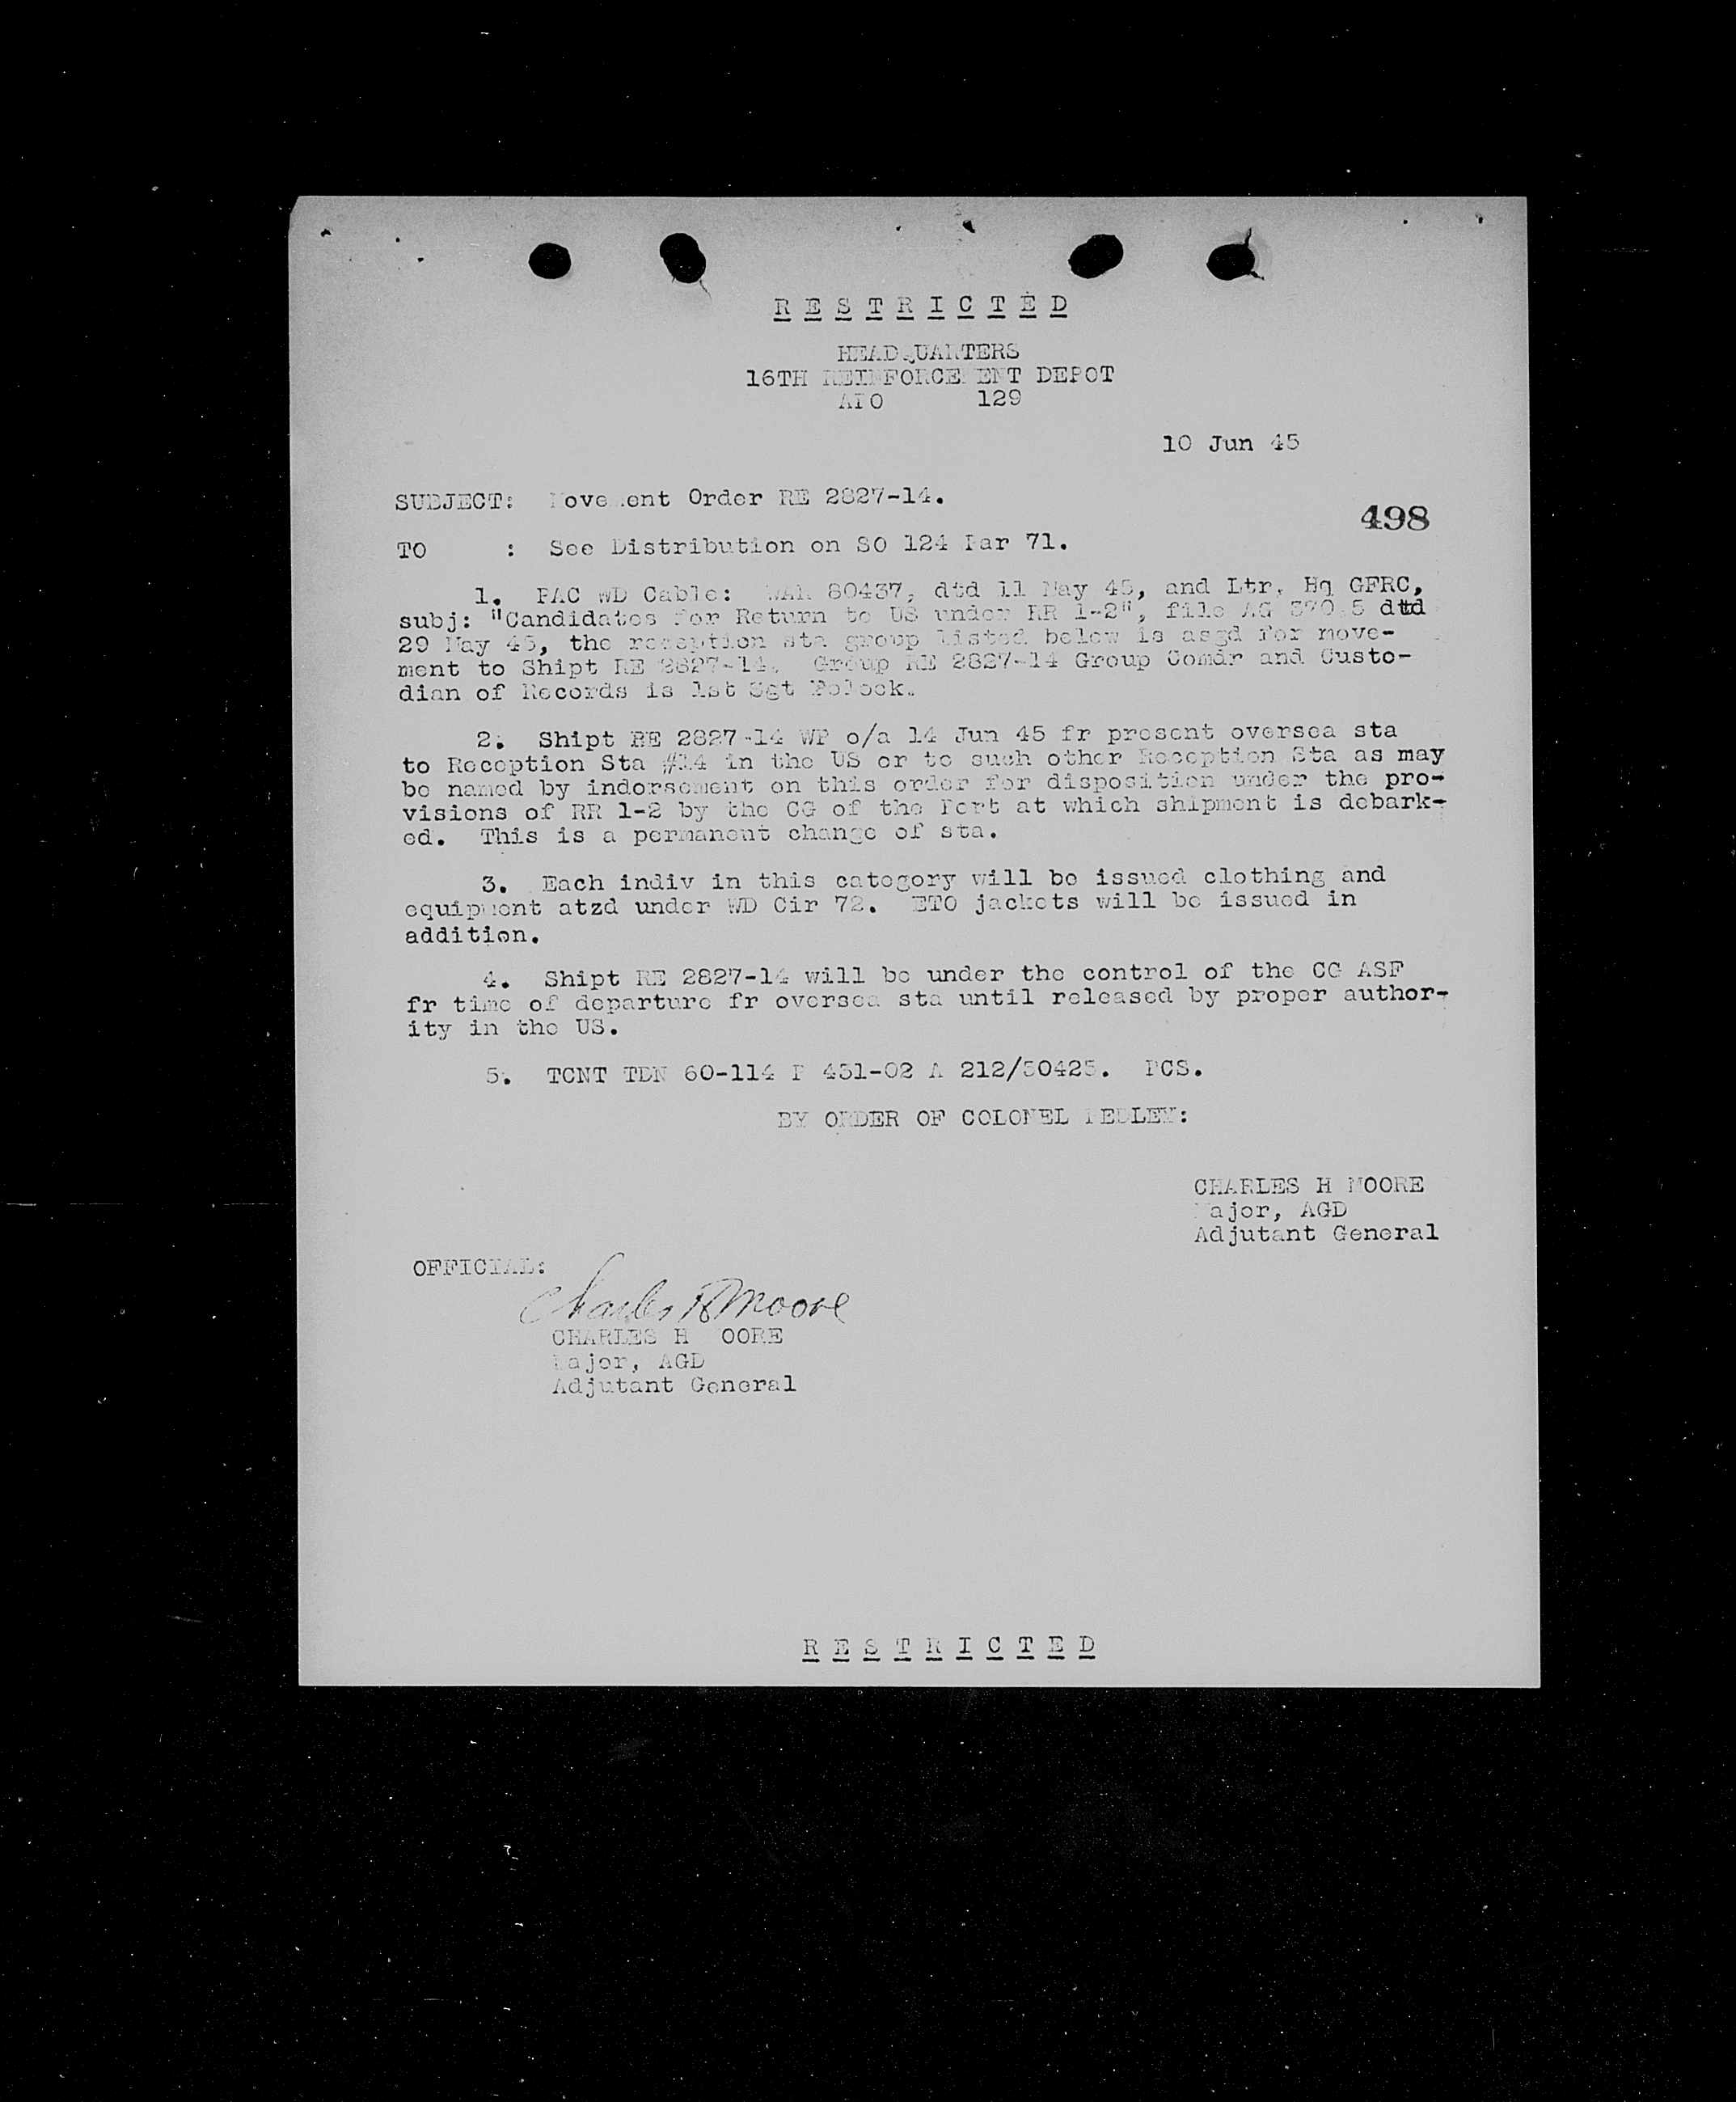 R E S T R I C T E D
HEADQUARTERS
16TH REINFORCEMENT DEPOT
APO 129
10 Jun 45
SUBJECT: Movement Order RE 2827-14.
498
TO : See Distribution on SO 124 Par 71.
1. PAC WD Cable: WAR 80437, dtd 11 May 45, and Ltr, Hq GFRC,
subj: "Candidates for Return to US under RR 1-2", file AG 370.5 dtd
29 May 45, the reception sta group listed below is asgd for move-
ment to Shipt RE 2827-14. Group RE 2827-14 Group Comdr and Custo-
dian of Records is 1st Sgt Polock.
2. Shipt RE 2827-14 WP o/a 14 Jun 45 fr present oversea sta
to Reception Sta #14 in the US or to such other Reception Sta as may
be named by indorsement on this order for disposition under the pro-
visions of RR 1-2 by the CG of the Port at which shipment is debark-
ed. This is a permanent change of sta.
3. Each indiv in this category will be issued clothing and
equipment atzd under WD Cir 72. ETO jackets will be issued in
addition.
4. Shipt RE 2827-14 will be under the control of the CG ASF
fr time of departure fr oversea sta until released by proper author-
ity in the US.
5. TCNT TDN 60-114 P 431-02 A 212/50425. PCS.
BY ORDER OF COLONEL
CHARLES H MOORE
Major, AGD
Adjutant General
OFFICIAL:
Charles H Moore
CHARLES H MOORE
Major, AGD
Adjutant General
R E S T R I C T E D